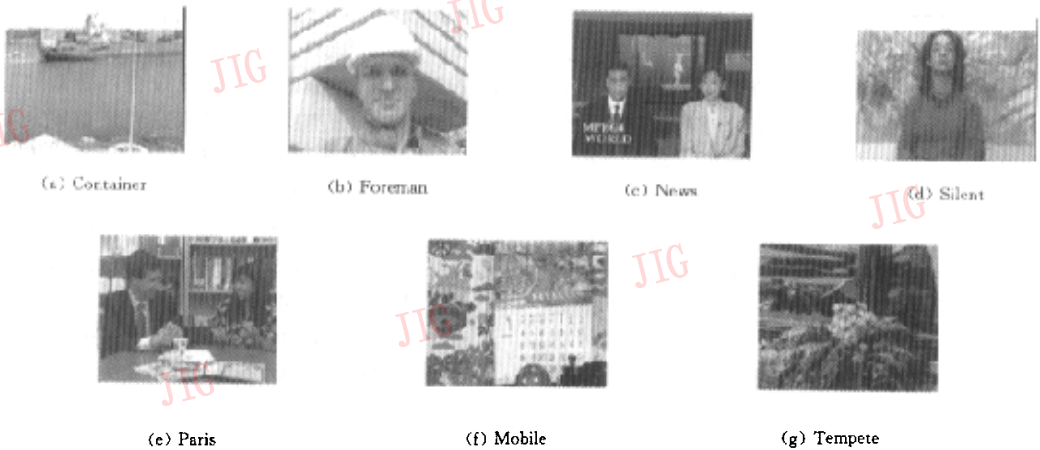 JIG
JIG
JIG
MPEG4
WORLD
(a) Container
(b) Foreman
(c) News
(d) Silent
JIG
JIG
JIG
JIG
(e) Paris
(f) Mobile
(g) Tempete